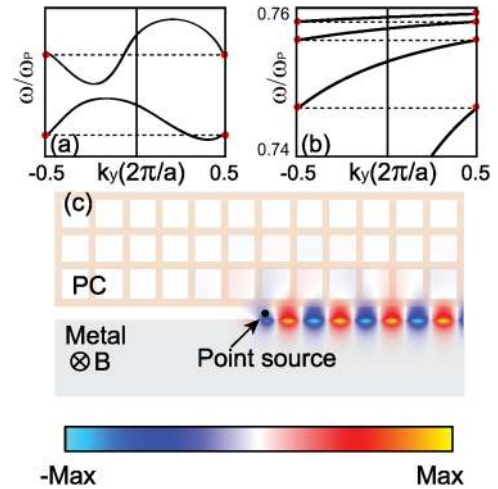 (a)
ω/ωP
-0.5
ky(2π/a)
0.5
(b)
0.76
0.74
ω/ωP
-0.5
ky(2π/a)
0.5
(c)
PC
Metal
⊗B
Point source
-Max
Max